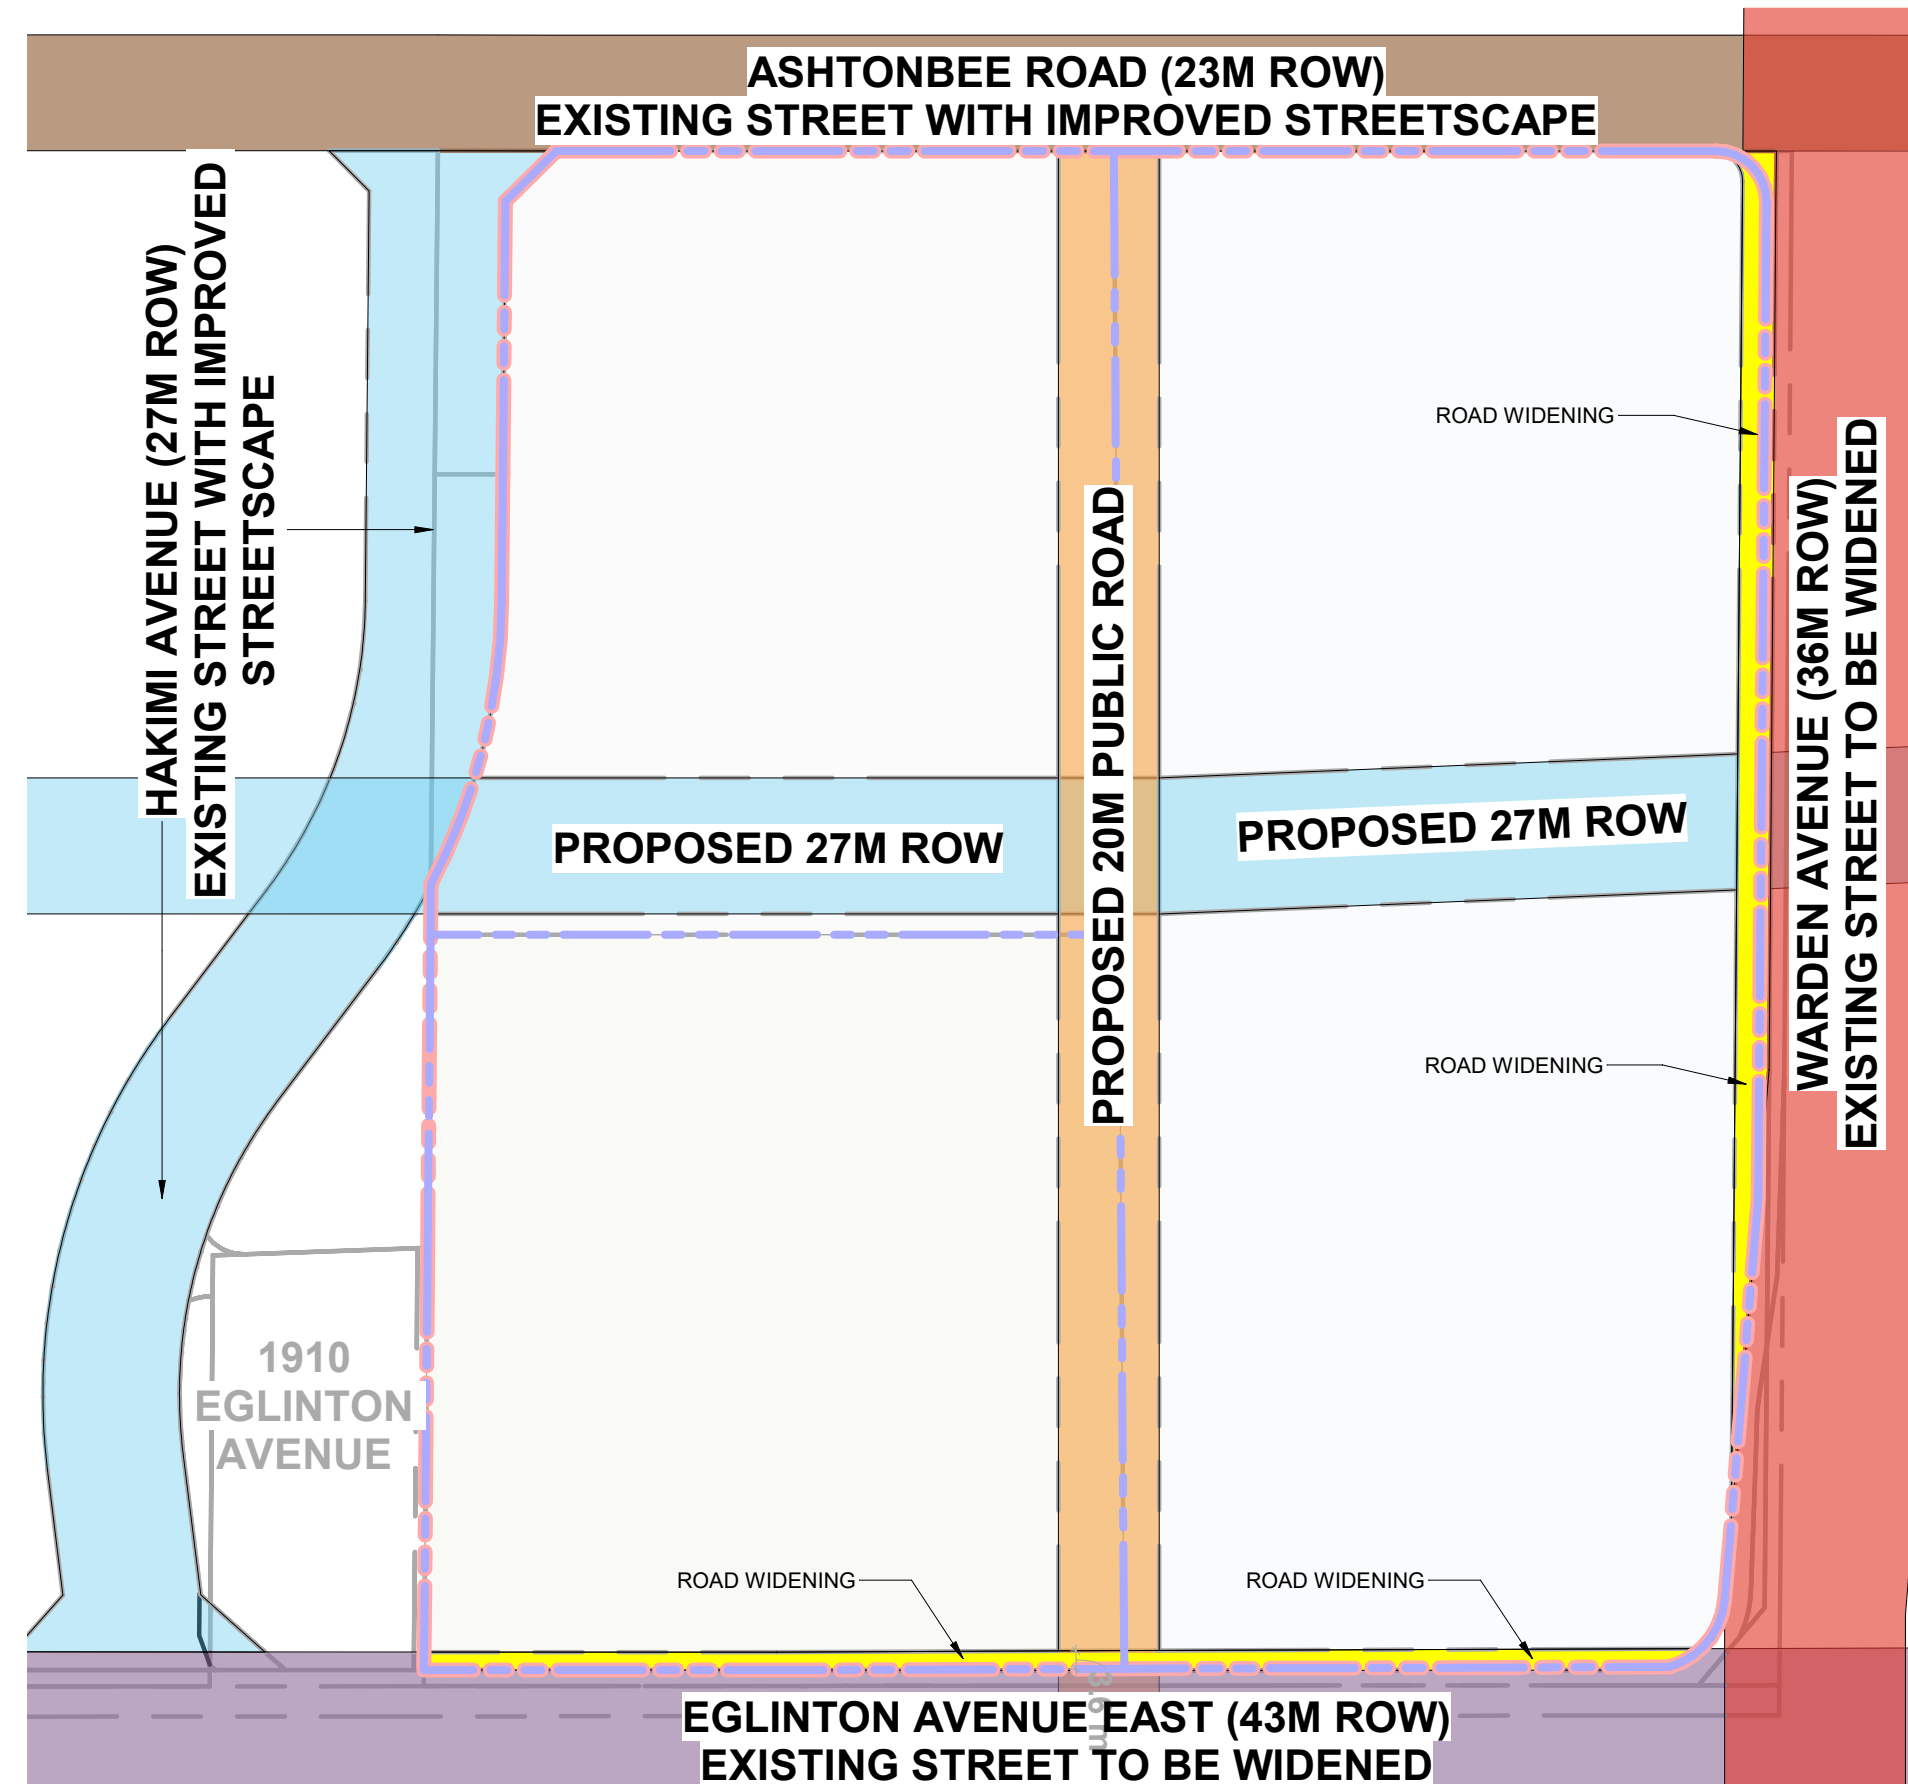 ASHTONBEE ROAD (23M ROW)
EXISTING STREET WITH IMPROVED STREETSCAPE
HAKIMI AVENUE (27M ROW)
EXISTING STREET WITH IMPROVED
STREETSCAPE
ROAD WIDENING
PROPOSED 20M PUBLIC ROAD
WARDEN AVENUE (36M ROW)
EXISTING STREET TO BE WIDENED
PROPOSED 27M ROW
PROPOSED 27M ROW
ROAD WIDENING
1910
EGLINTON
AVENUE
ROAD WIDENING
ROAD WIDENING
3.6 m
EGLINTON AVENUE EAST (43M ROW)
EXISTING STREET TO BE WIDENED